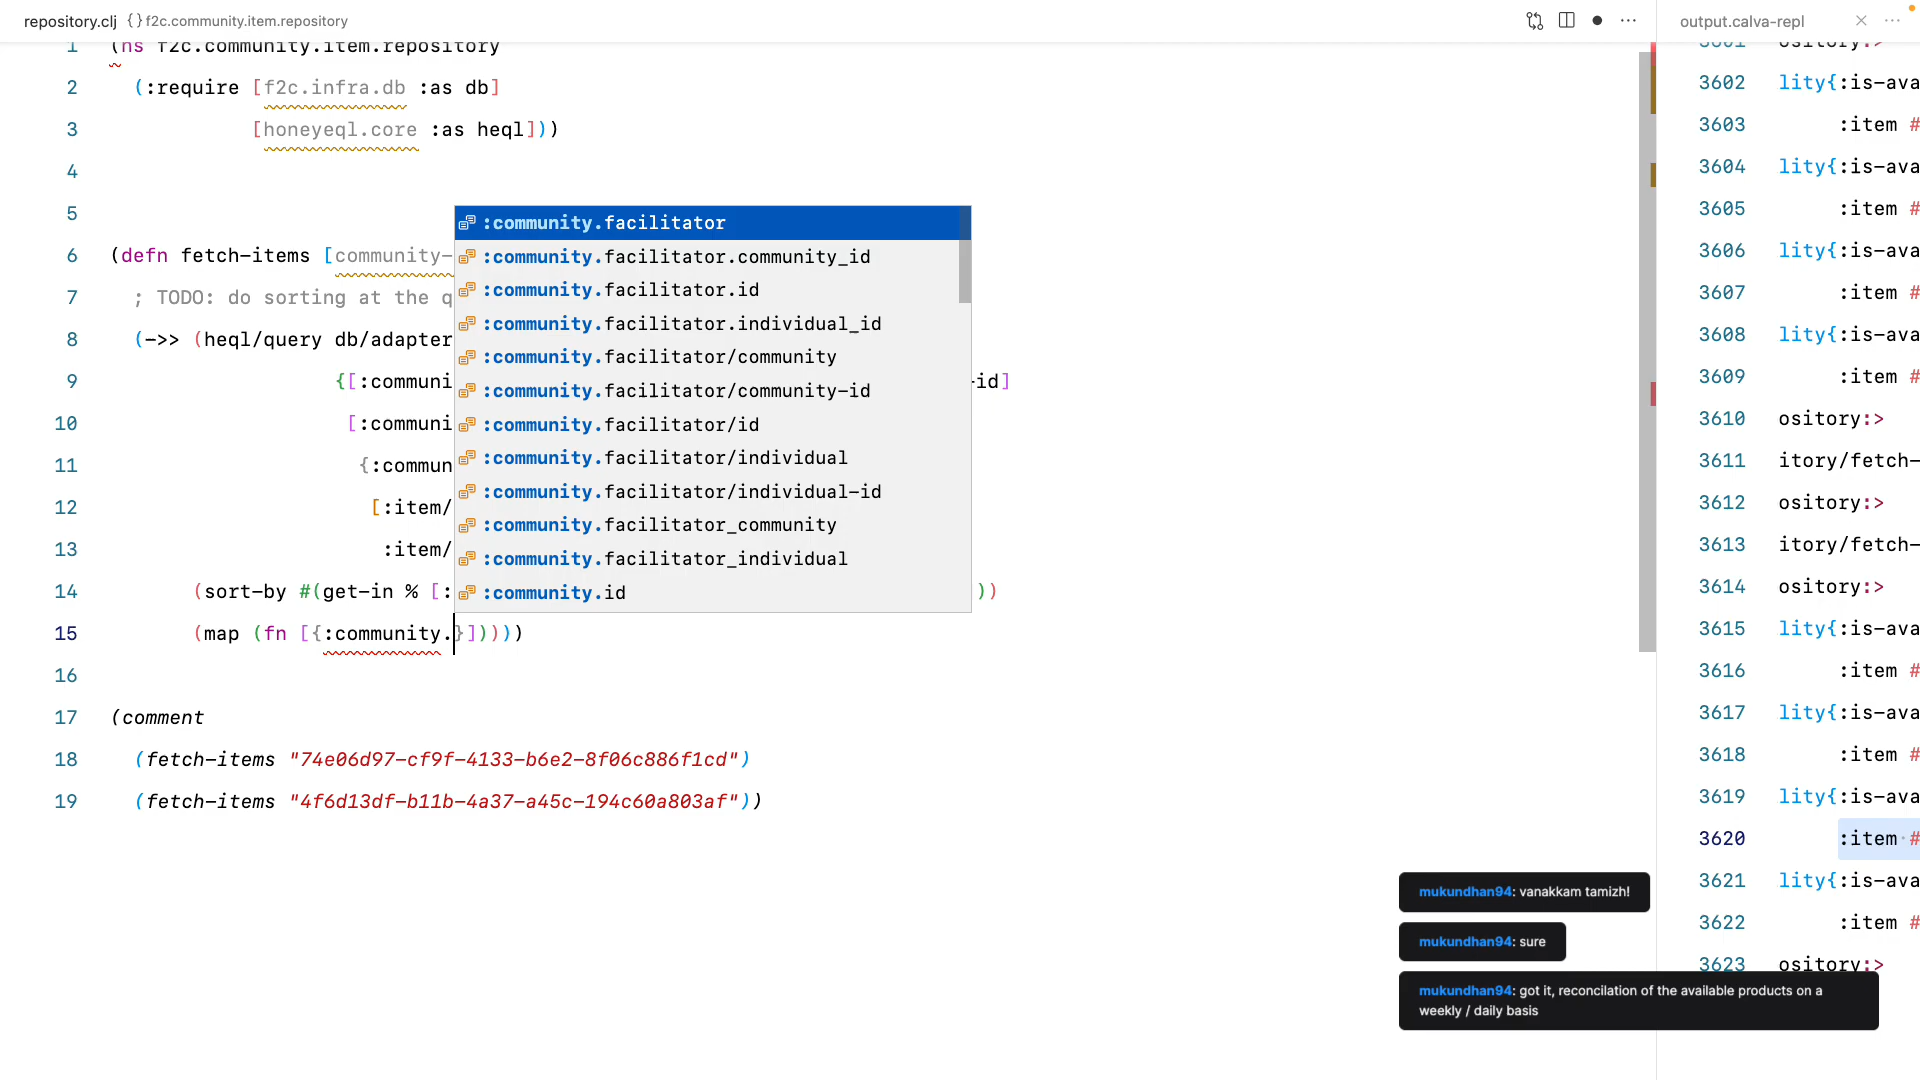 repository.clj {} f2c.community.item.repository
output.calva-repl
1 (ns f2c.community.item.repository
2 (:require [f2c.infra.db :as db]
3 [honeyeql.core :as heql]))
4
5
6 (defn fetch-items [community-
7 ; TODO: do sorting at the q
8 (->> (heql/query db/adapter
9 {[:communi -id]
10 [:communi
11 {:commun
12 [:item/
13 :item/
14 (sort-by #(get-in % [: ))
15 (map (fn [{:community.}]))))
16
17 (comment
18 (fetch-items "74e06d97-cf9f-4133-b6e2-8f06c886f1cd")
19 (fetch-items "4f6d13df-b11b-4a37-a45c-194c60a803af"))
:community.facilitator
:community.facilitator.community_id
:community.facilitator.id
:community.facilitator.individual_id
:community.facilitator/community
:community.facilitator/community-id
:community.facilitator/id
:community.facilitator/individual
:community.facilitator/individual-id
:community.facilitator_community
:community.facilitator_individual
:community.id
3601 ository:>
3602 lity{:is-ava
3603 :item #
3604 lity{:is-ava
3605 :item #
3606 lity{:is-ava
3607 :item #
3608 lity{:is-ava
3609 :item #
3610 ository:>
3611 itory/fetch-
3612 ository:>
3613 itory/fetch-
3614 ository:>
3615 lity{:is-ava
3616 :item #
3617 lity{:is-ava
3618 :item #
3619 lity{:is-ava
3620 :item #
3621 lity{:is-ava
3622 :item #
3623 ository:>
mukundhan94: vanakkam tamizh!
mukundhan94: sure
mukundhan94: got it, reconcilation of the available products on a
weekly / daily basis